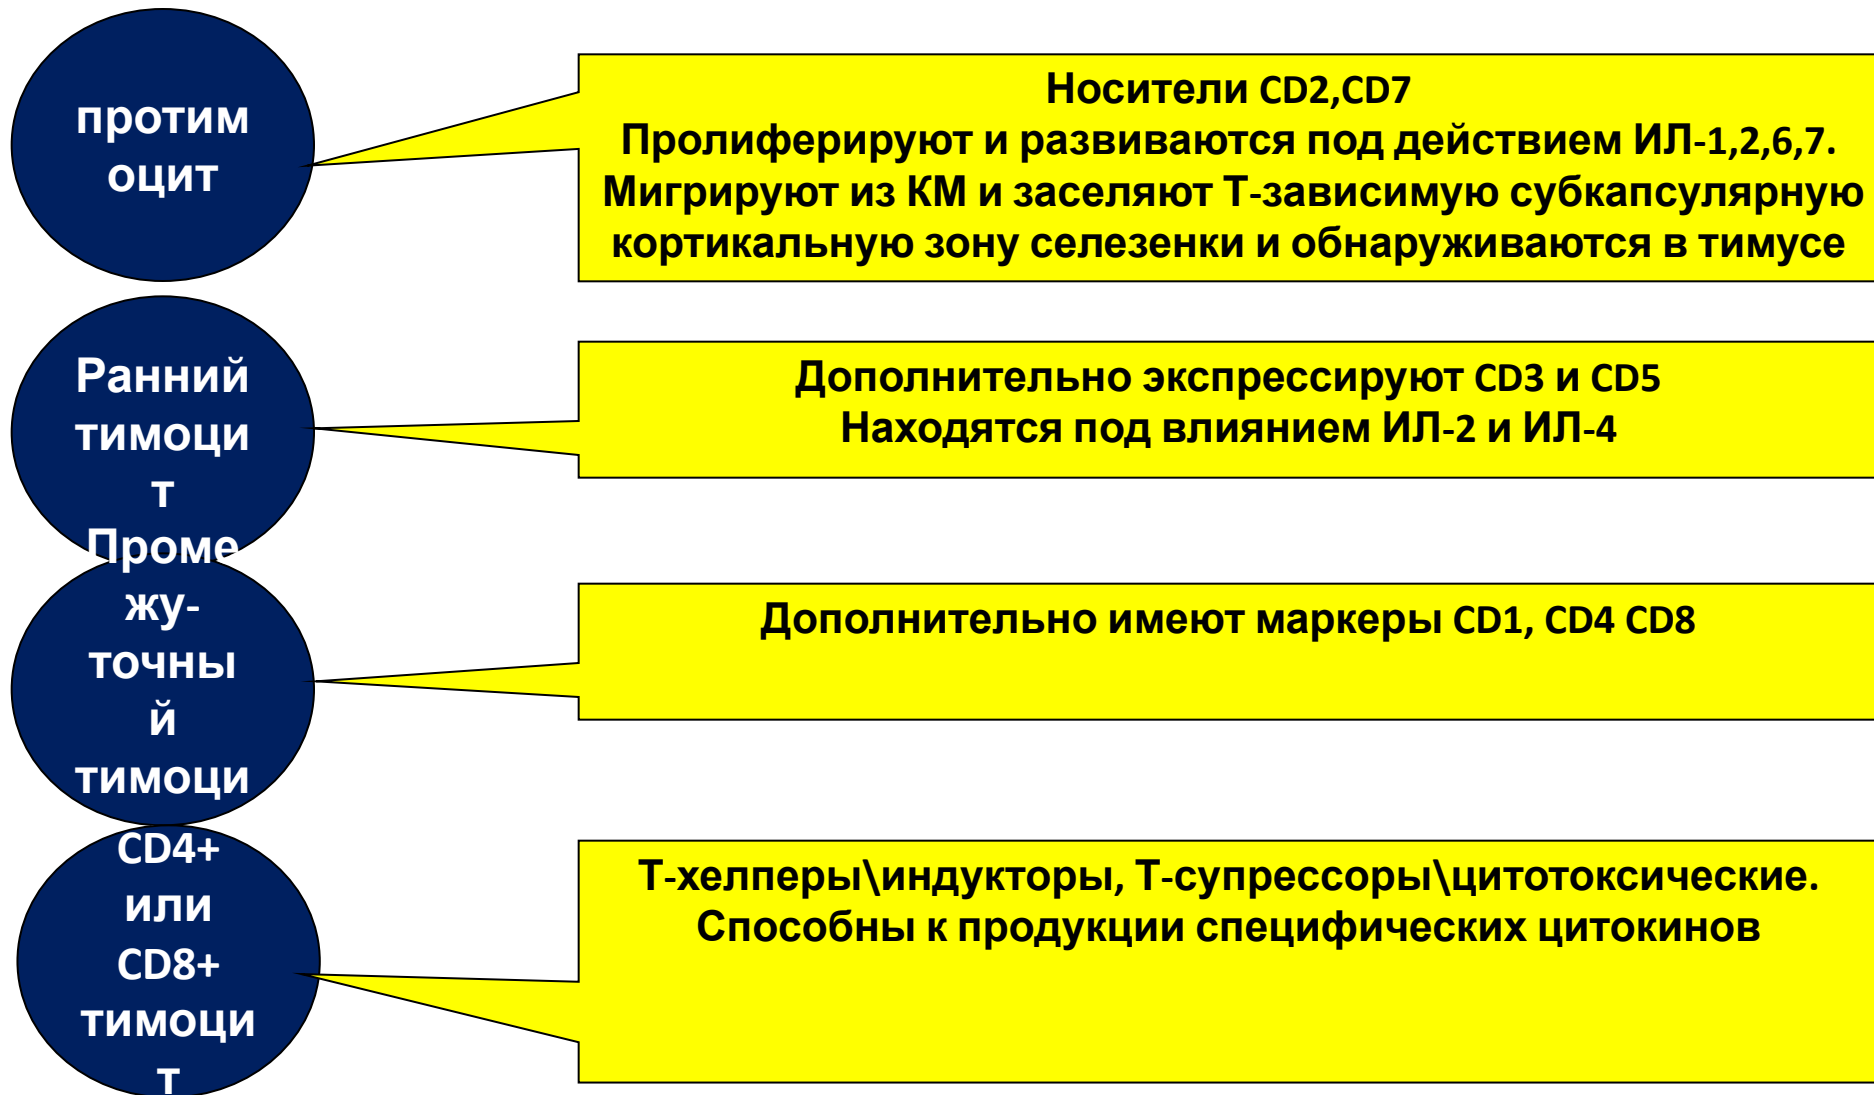 протим
оцит
Носители CD2,CD7
Пролиферируют и развиваются под действием ИЛ-1,2,6,7.
Мигрируют из КМ и заселяют Т-зависимую субкапсулярную
кортикальную зону селезенки и обнаруживаются в тимусе
Ранний
тимоци
т
Дополнительно экспрессируют CD3 и CD5
Находятся под влиянием ИЛ-2 и ИЛ-4
Проме
жу-
точны
й
тимоци
Дополнительно имеют маркеры CD1, CD4 CD8
CD4+
или
CD8+
тимоци
т
Т-хелперы\индукторы, Т-супрессоры\цитотоксические.
Способны к продукции специфических цитокинов